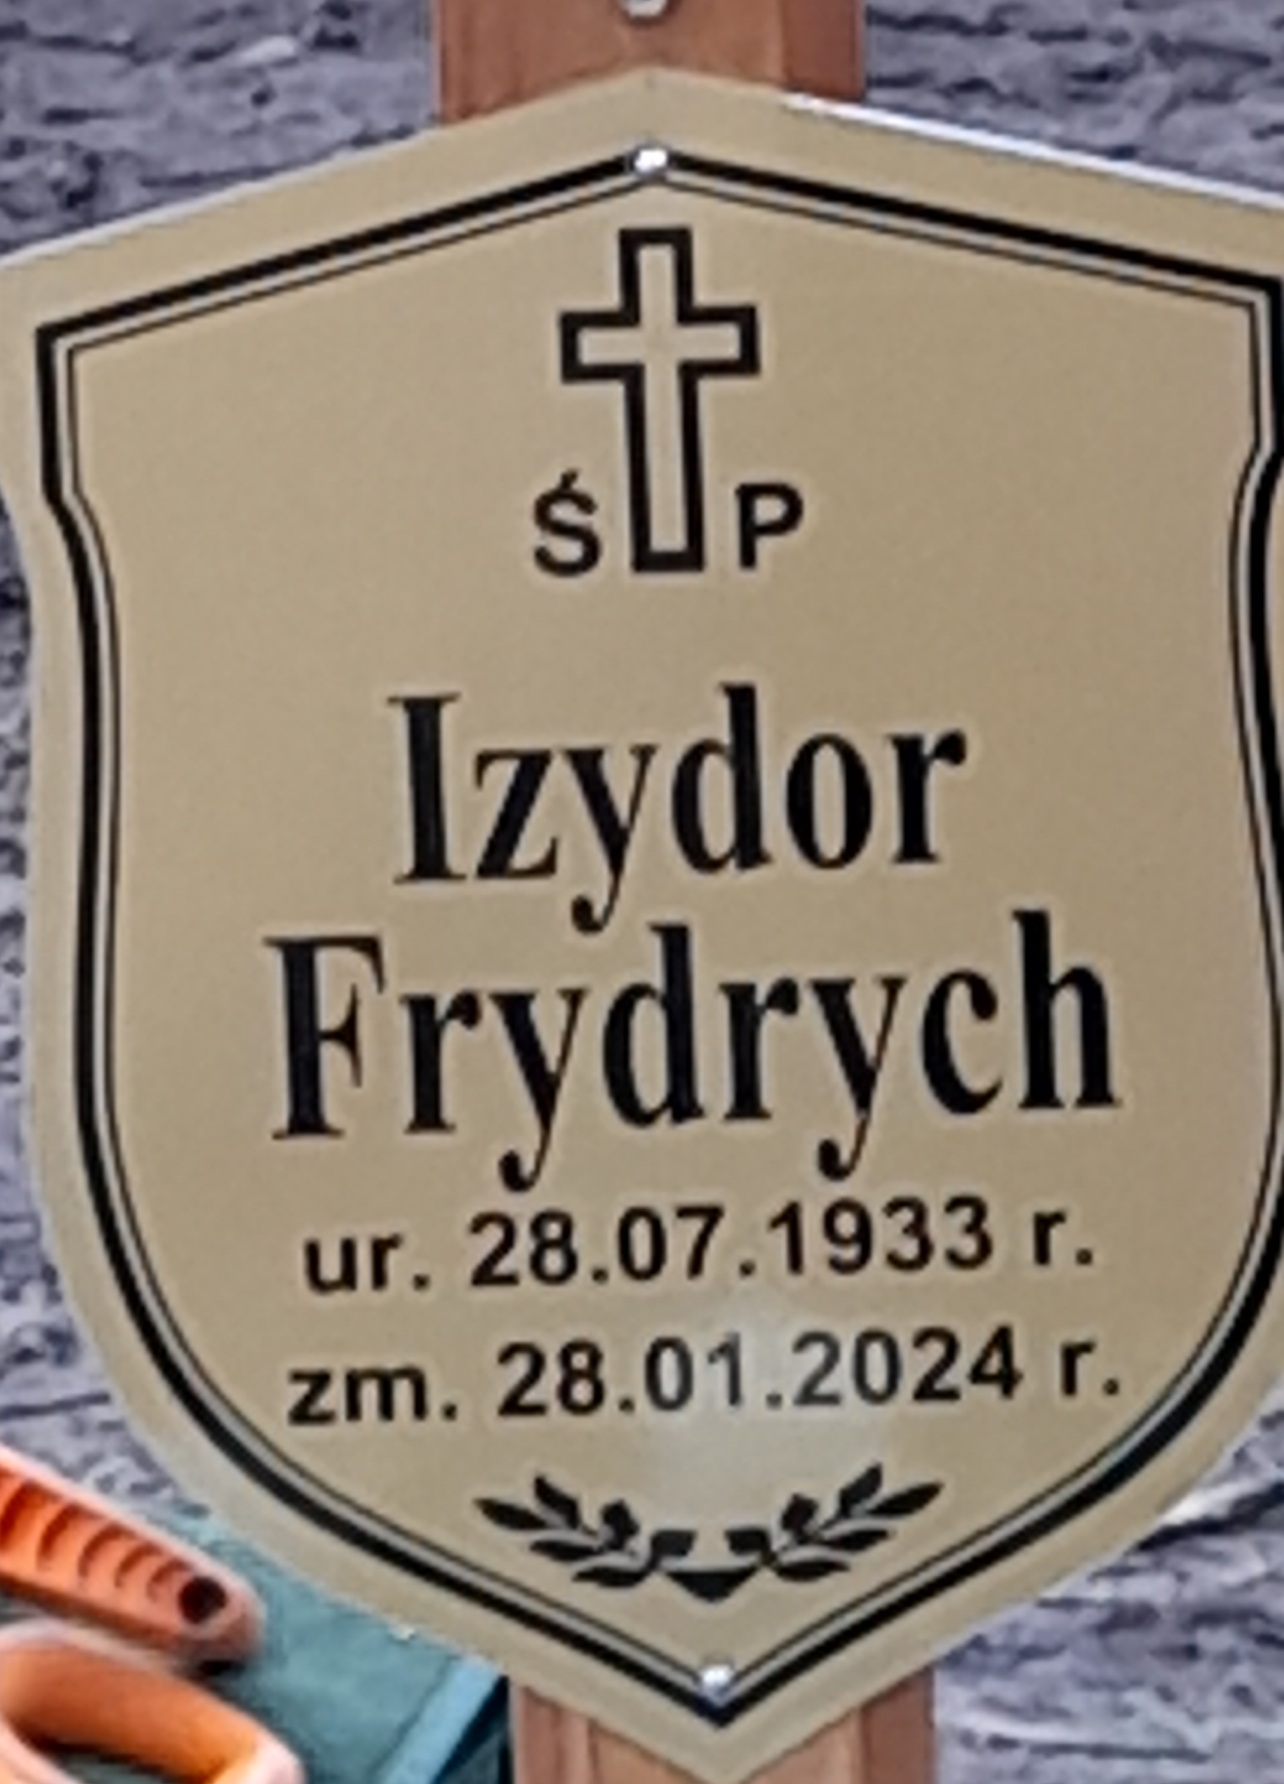 Ś P
Izydor
Frydrych
ur. 28.07.1933 r.
zm. 28.01.2024 r.